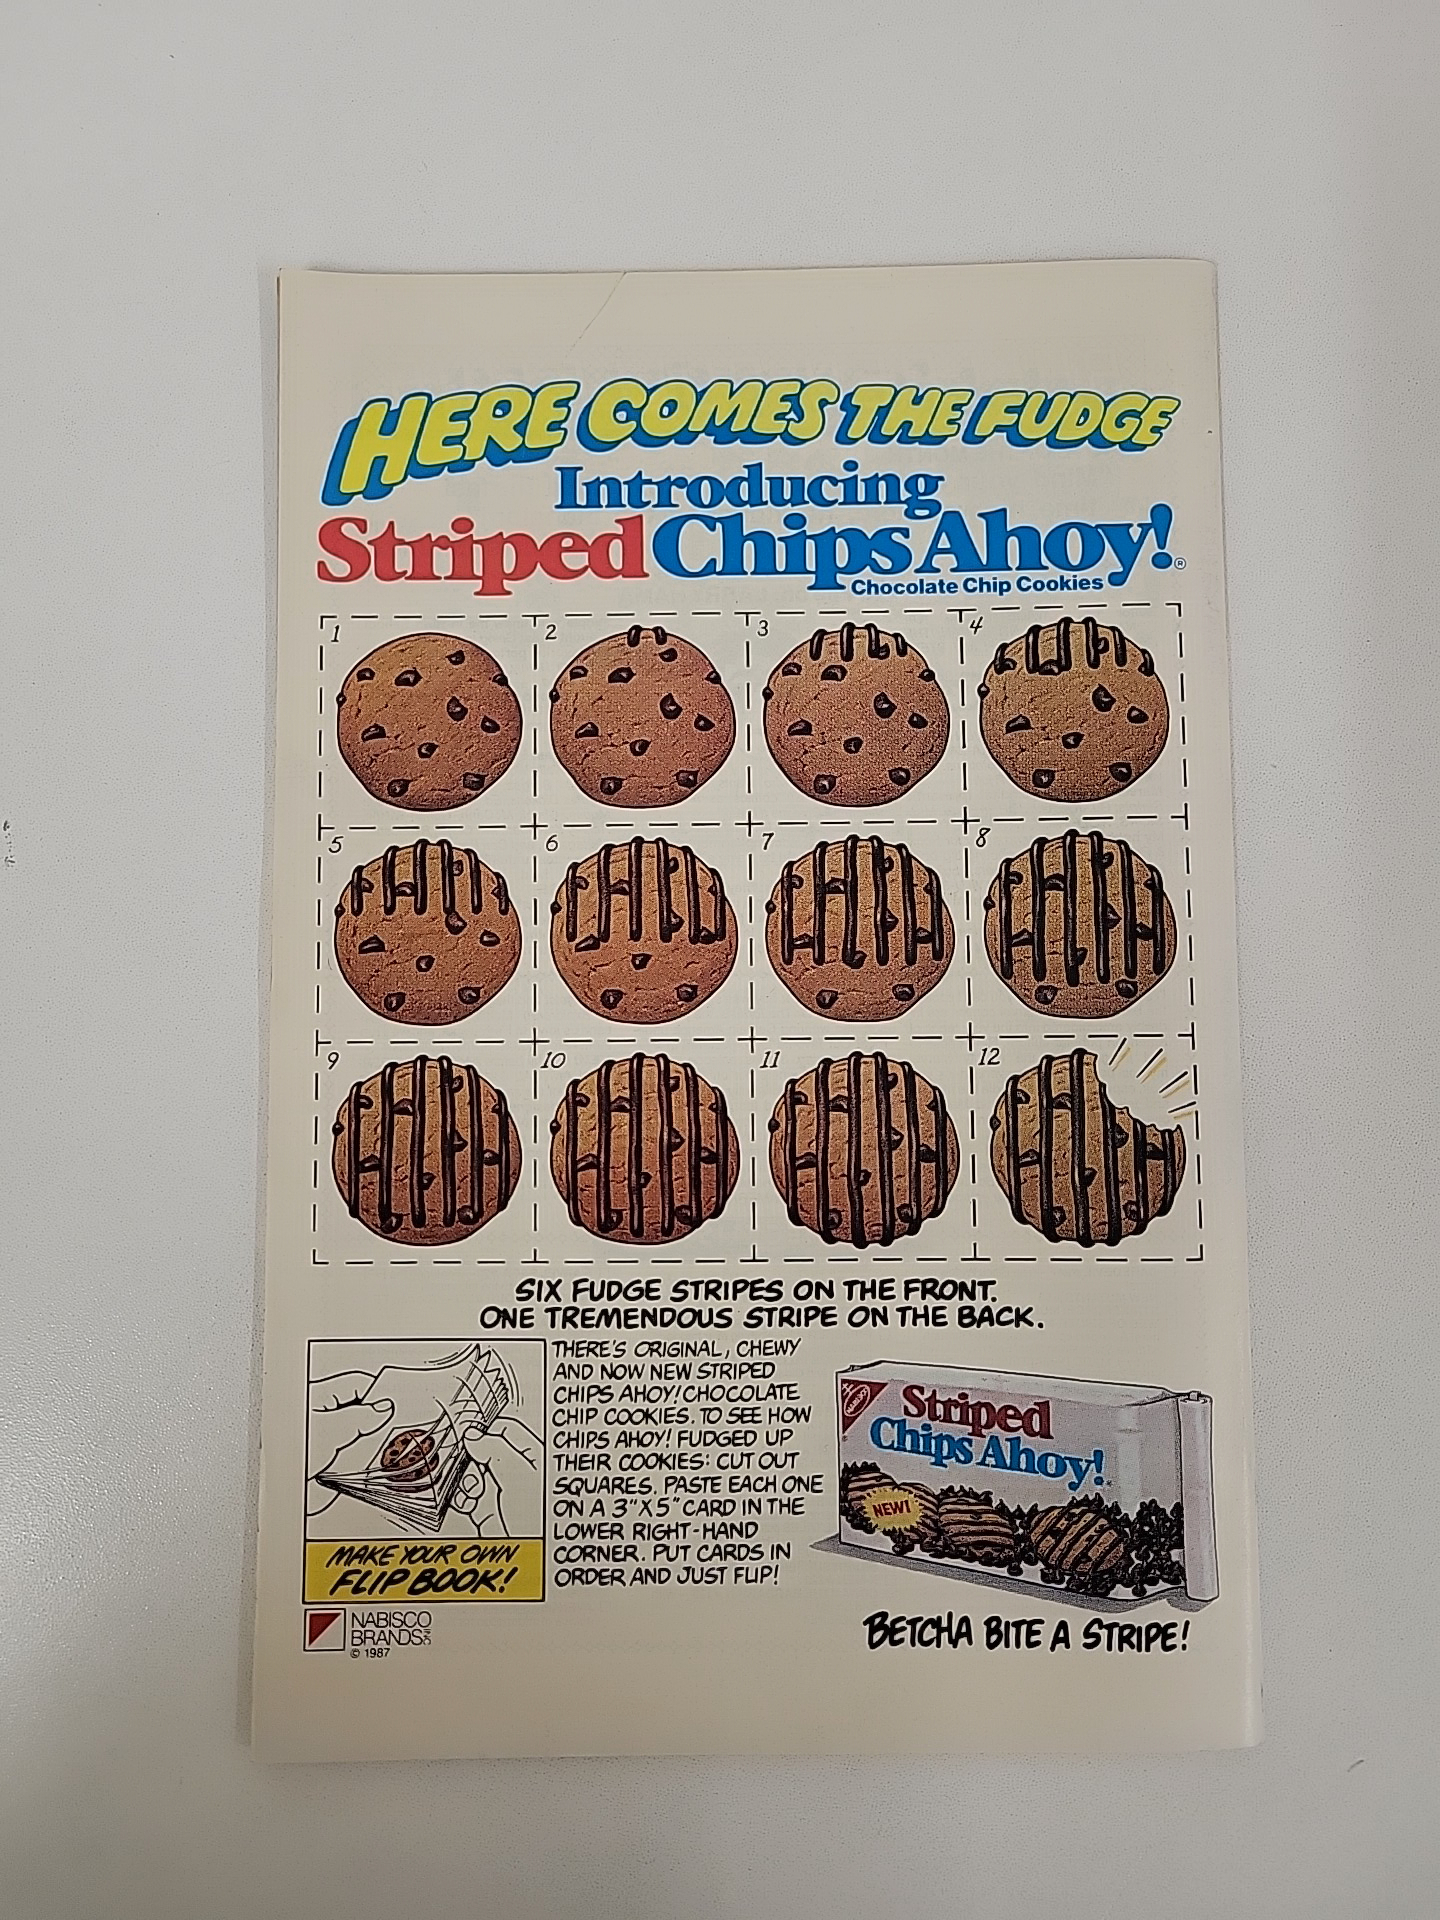 HERE COMES THE FUDGE
Introducing
Striped Chips Ahoy!®
Chocolate Chip Cookies
1
2
3
4
5
6
7
8
9
10
11
12
SIX FUDGE STRIPES ON THE FRONT.
ONE TREMENDOUS STRIPE ON THE BACK.
THERE'S ORIGINAL, CHEWY
AND NOW NEW STRIPED
CHIPS AHOY! CHOCOLATE
CHIP COOKIES. TO SEE HOW
CHIPS AHOY! FUDGED UP
THEIR COOKIES: CUT OUT
SQUARES. PASTE EACH ONE
ON A 3"X5" CARD IN THE
LOWER RIGHT-HAND
CORNER. PUT CARDS IN
ORDER AND JUST FLIP!
MAKE YOUR OWN
FLIP BOOK!
NABISCO
BRANDS INC
© 1987
Striped
Chips Ahoy!
NEW!
BETCHA BITE A STRIPE!